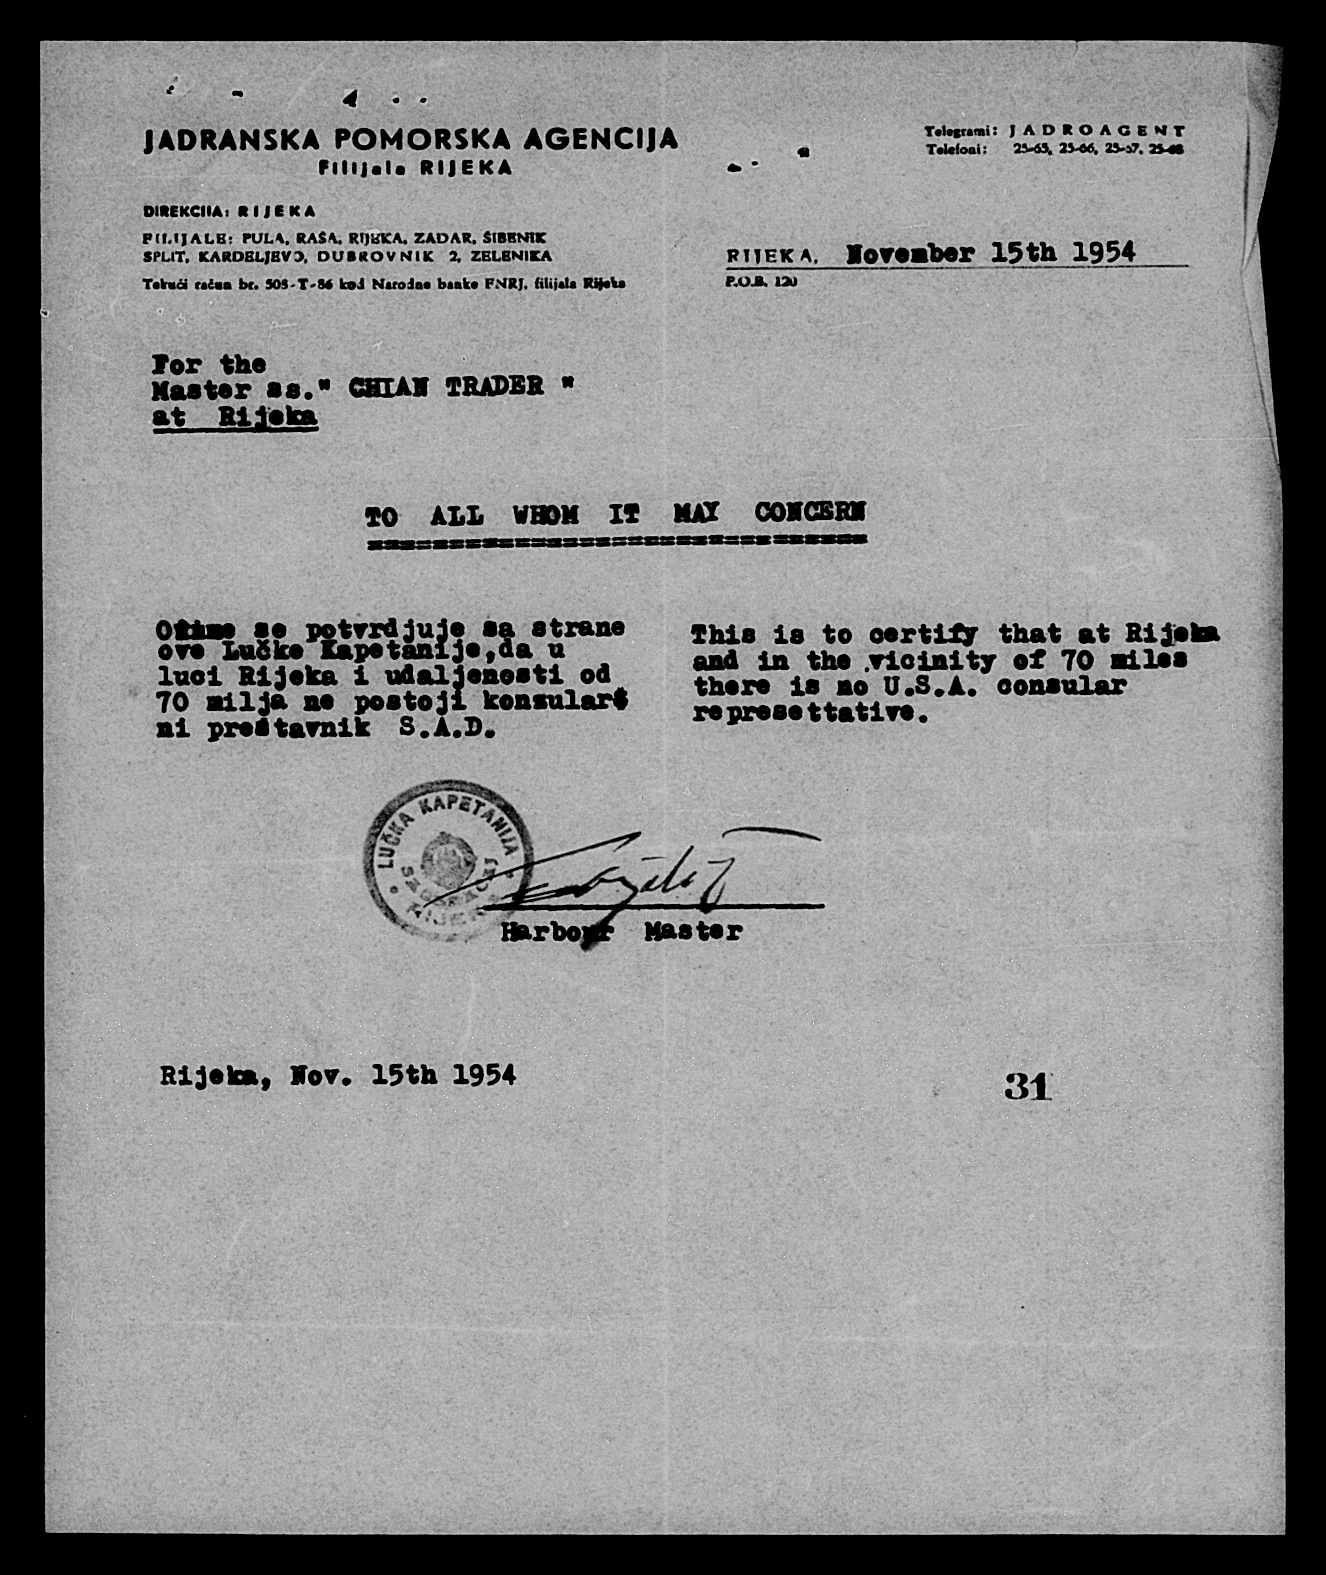 JADRANSKA POMORSKA AGENCIJA
Filijala RIJEKA
Telegrami: JADROAGENT
Telefoni: 25-65, 25-66, 25-67, 25-68
DIREKCIJA: RIJEKA
FILIJALE: PULA, RAŠA, RIJEKA, ZADAR, ŠIBENIK
SPLIT, KARDELJEVO, DUBROVNIK 2, ZELENIKA
Tekući račun br. 505-T-86 kod Narodne banke FNRJ, filijala Rijeka
RIJEKA, November 15th 1954
P.O.B. 120
For the
Master ss." CHIAN TRADER "
at Rijeka
TO ALL WHOM IT MAY CONCERN
Ovime se potvrdjuje sa strane
ove Lučke Kapetanije,da u
luci Rijeka i udaljenosti od
70 milja ne postoji konzular
ni predtavnik S.A.D.
This is to certify that at Rijeka
and in the vicinity of 70 miles
there is no U.S.A. consular
represettative.
LUČKA KAPETANIJA
RIJEKA
Harbour Master
Rijeka, Nov. 15th 1954
31